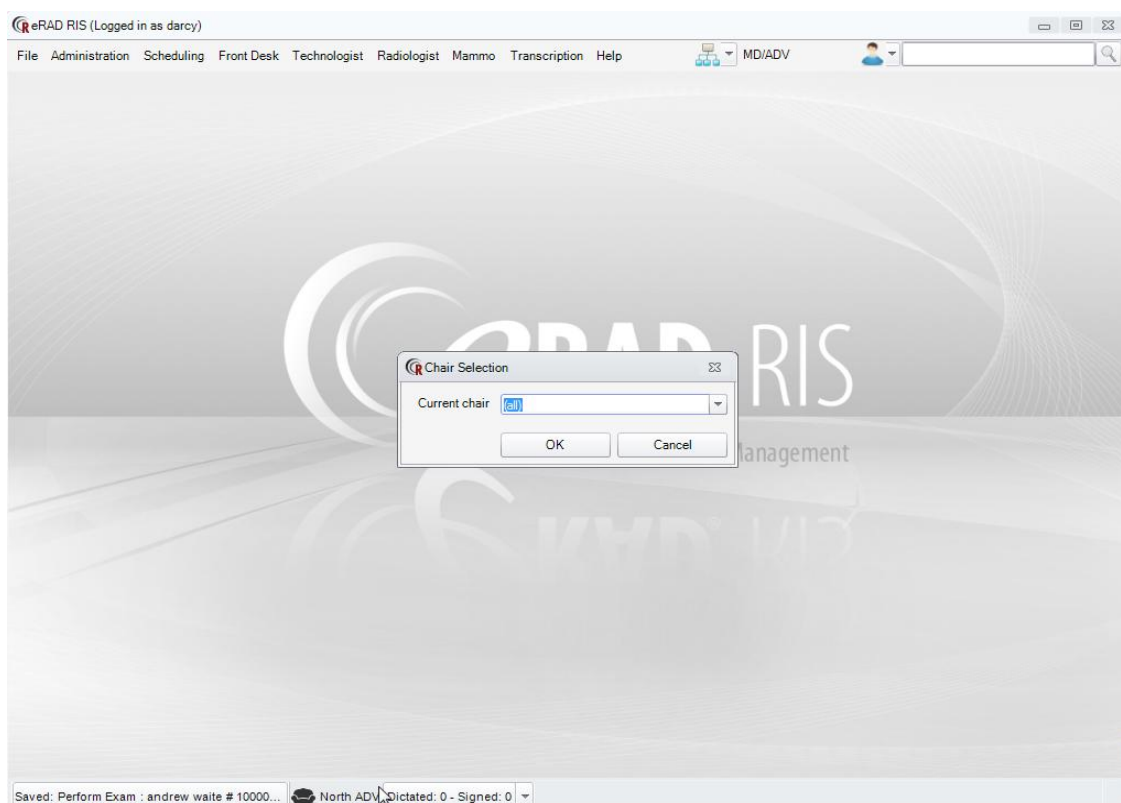 eRAD RIS (Logged in as darcy)
File Administration Scheduling Front Desk Technologist Radiologist Mammo Transcription Help MD/ADV
RAD RIS
Chair Selection
Current chair (all)
OK Cancel
Management
Saved: Perform Exam : andrew waite # 10000... North ADV Dictated: 0 - Signed: 0